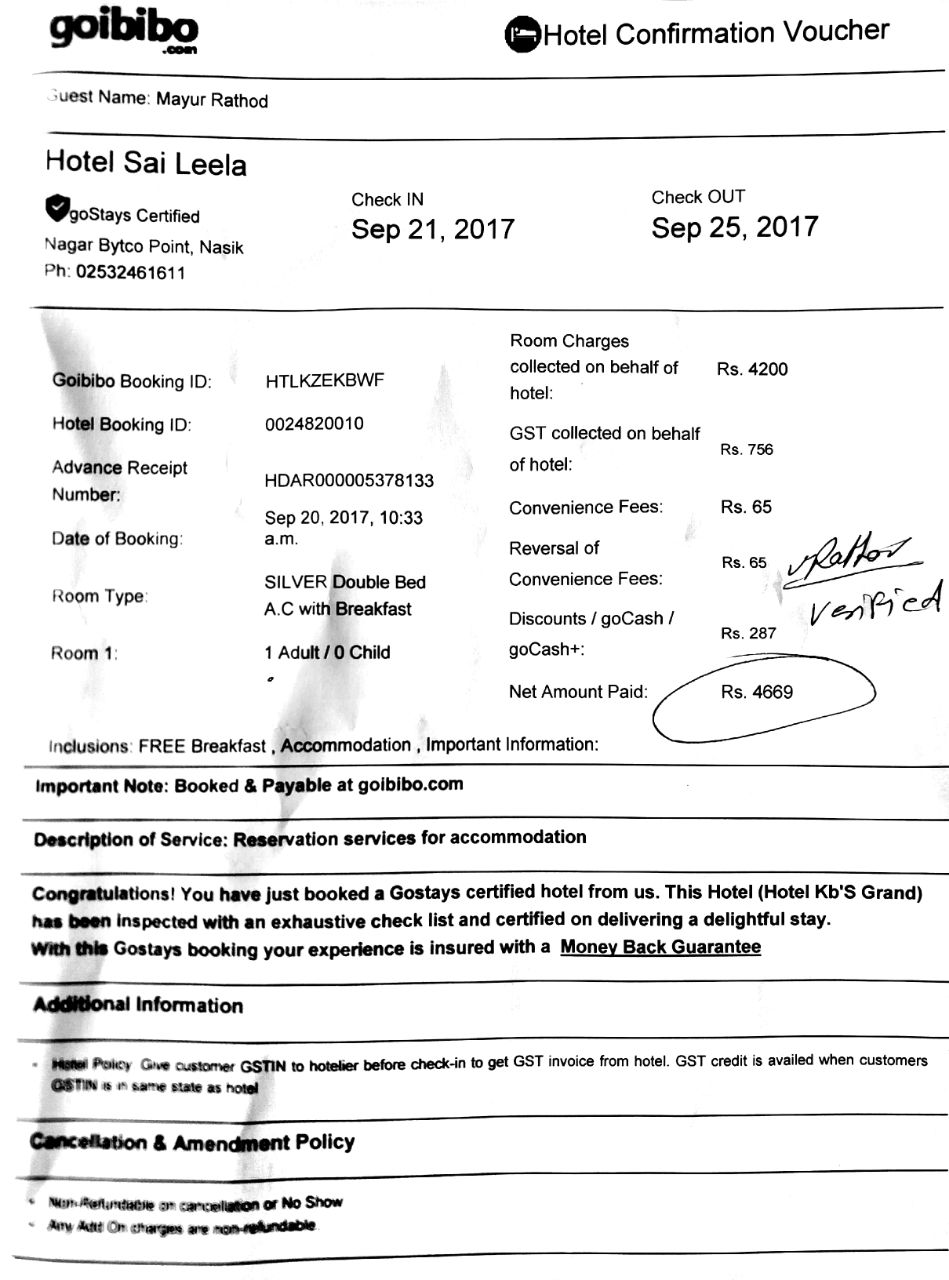 goibibo
.com
Hotel Confirmation Voucher
Guest Name: Mayur Rathod
Hotel Sai Leela
goStays Certified
Nagar Bytco Point, Nasik
Ph: 02532461611
Check IN
Sep 21, 2017
Check OUT
Sep 25, 2017
Goibibo Booking ID: HTLKZEKBWF
Hotel Booking ID: 0024820010
Advance Receipt
Number:
HDAR000005378133
Date of Booking:
Sep 20, 2017, 10:33
a.m.
Room Type:
SILVER Double Bed
A.C with Breakfast
Room 1: 1 Adult / 0 Child
Room Charges
collected on behalf of
hotel:
Rs. 4200
GST collected on behalf
of hotel:
Rs. 756
Convenience Fees: Rs. 65
Reversal of
Convenience Fees:
Rs. 65
Discounts / goCash /
goCash+:
Rs. 287
Net Amount Paid: Rs. 4669
Verified
Inclusions: FREE Breakfast , Accommodation , Important Information:
Important Note: Booked & Payable at goibibo.com
Description of Service: Reservation services for accommodation
Congratulations! You have just booked a Gostays certified hotel from us. This Hotel (Hotel Kb'S Grand)
has been inspected with an exhaustive check list and certified on delivering a delightful stay.
With this Gostays booking your experience is insured with a Money Back Guarantee
Additional Information
- Hotel Policy Give customer GSTIN to hotelier before check-in to get GST invoice from hotel. GST credit is availed when customers
GSTIN is in same state as hotel
Cancellation & Amendment Policy
- Non-Refundable on cancellation or No Show
- Any Add On charges are non-refundable.